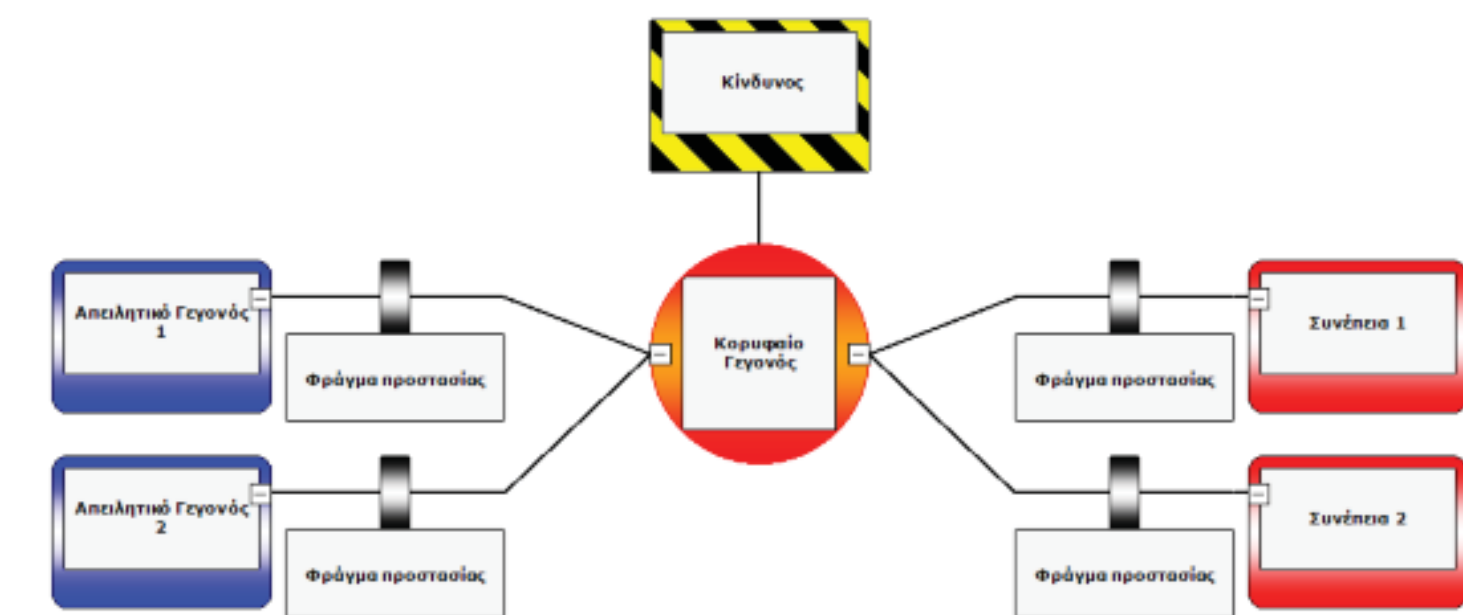 Κίνδυνος
Απειλητικό Γεγονός
1
Φράγμα προστασίας
Κορυφαίο
Γεγονός
Φράγμα προστασίας
Συνέπεια 1
Απειλητικό Γεγονός
2
Φράγμα προστασίας
Φράγμα προστασίας
Συνέπεια 2